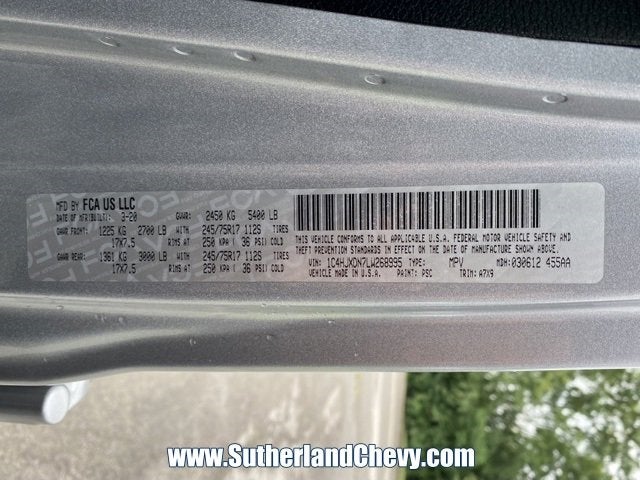 MFD BY FCA US LLC
DATE OF MFR(BUILT): 3-20 GVWR: 2450 KG 5400 LB
GAWR FRONT: 1225 KG 2700 LB WITH 245/75R17 112S TIRES
17X7.5 RIMS AT 250 KPA ( 36 PSI) COLD
GAWR REAR: 1361 KG 3000 LB WITH 245/75R17 112S TIRES
17X7.5 RIMS AT 250 KPA ( 36 PSI) COLD
THIS VEHICLE CONFORMS TO ALL APPLICABLE U.S.A. FEDERAL MOTOR VEHICLE SAFETY AND
THEFT PREVENTION STANDARDS IN EFFECT ON THE DATE OF MANUFACTURE SHOWN ABOVE.
VIN: 1C4HJXDN7LW268995 TYPE: MPV MDH: 030612 455AA
PAINT: PSC TRIM: A7X9
www.SutherlandChevy.com